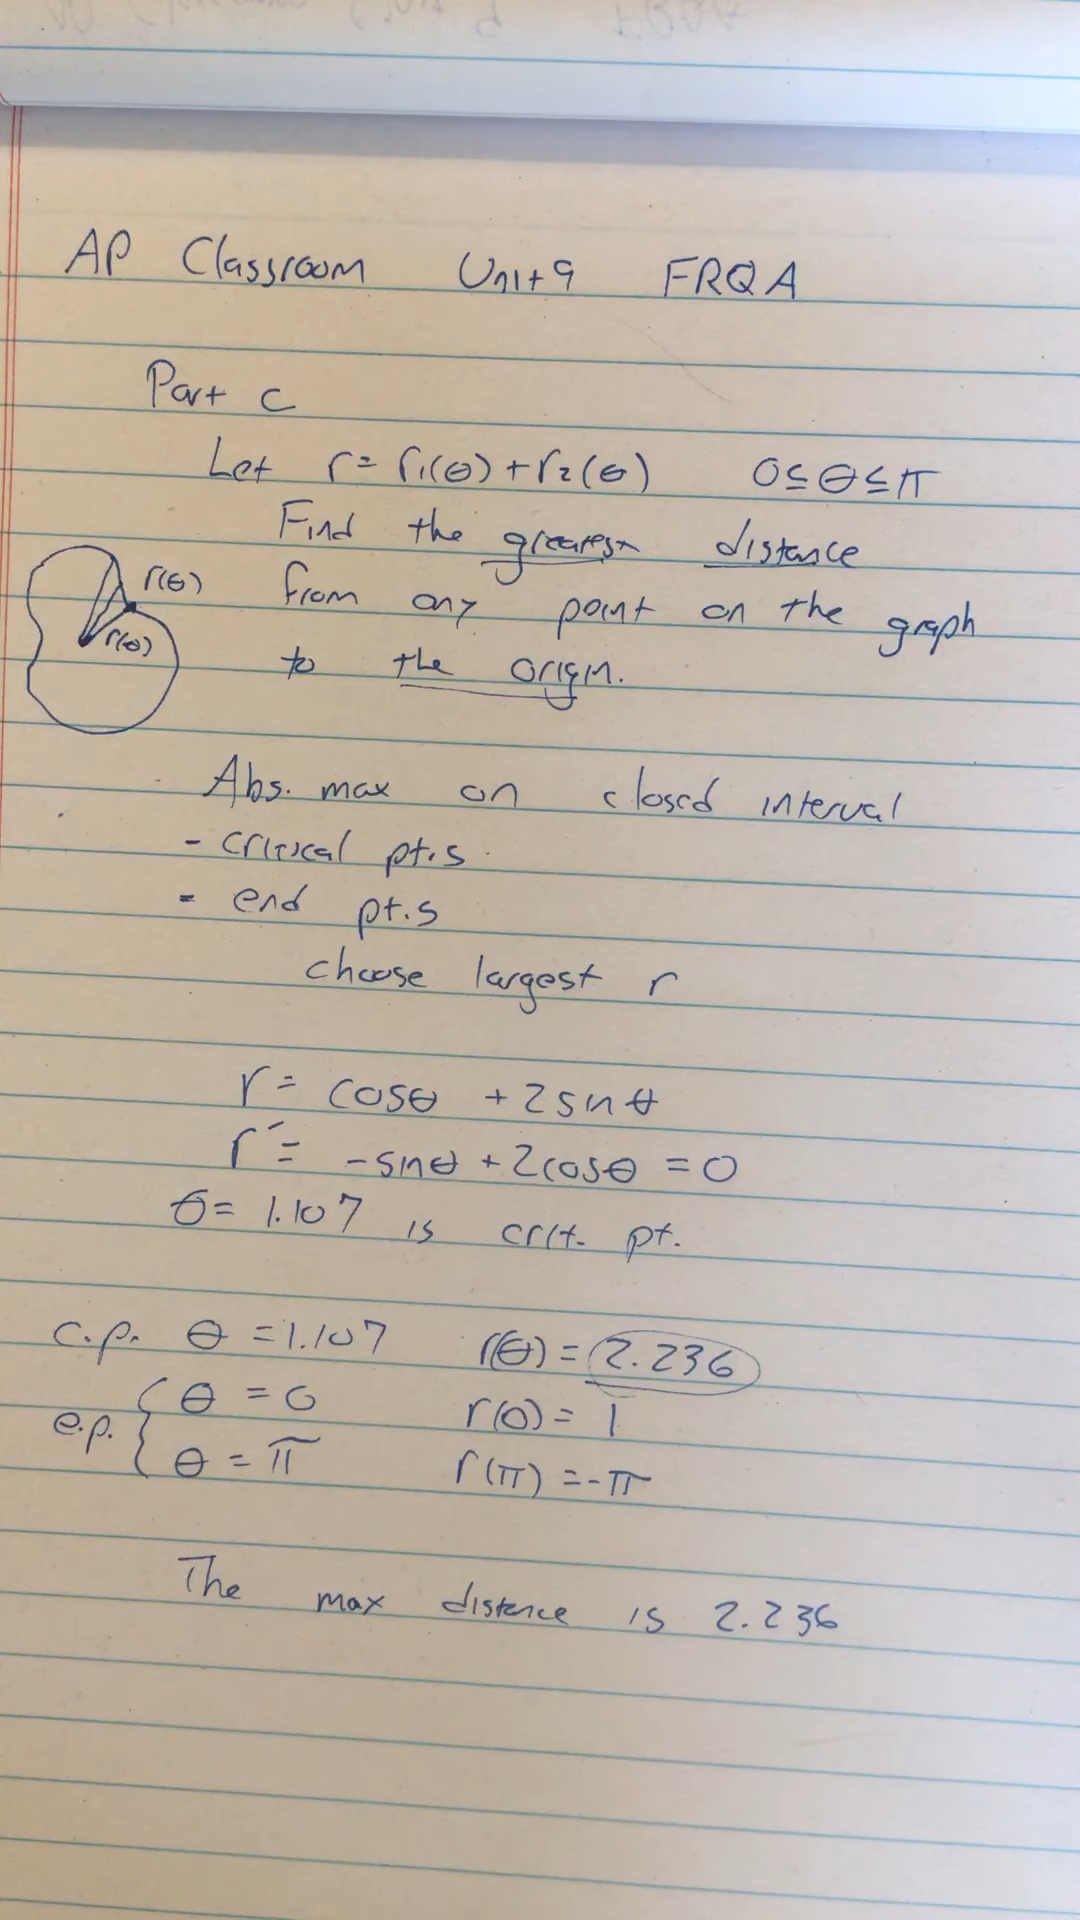 AP Classroom Unit 9 FRQ A
Part C
Let r = r₁(θ) + r₂(θ) 0 ≤ θ ≤ π
Find the greatest distance
r(θ) from any point on the graph
r(θ) to the origin.
Abs. max on closed interval
- critical pt.s
- end pt.s
choose largest r
r = cosθ + 2sinθ
r' = -sinθ + 2cosθ = 0
θ = 1.107 is crit. pt.
c.p. θ = 1.107 r(θ) = 2.236
e.p. { θ = 0 r(0) = 1
θ = π r(π) = -π
The max distance is 2.236